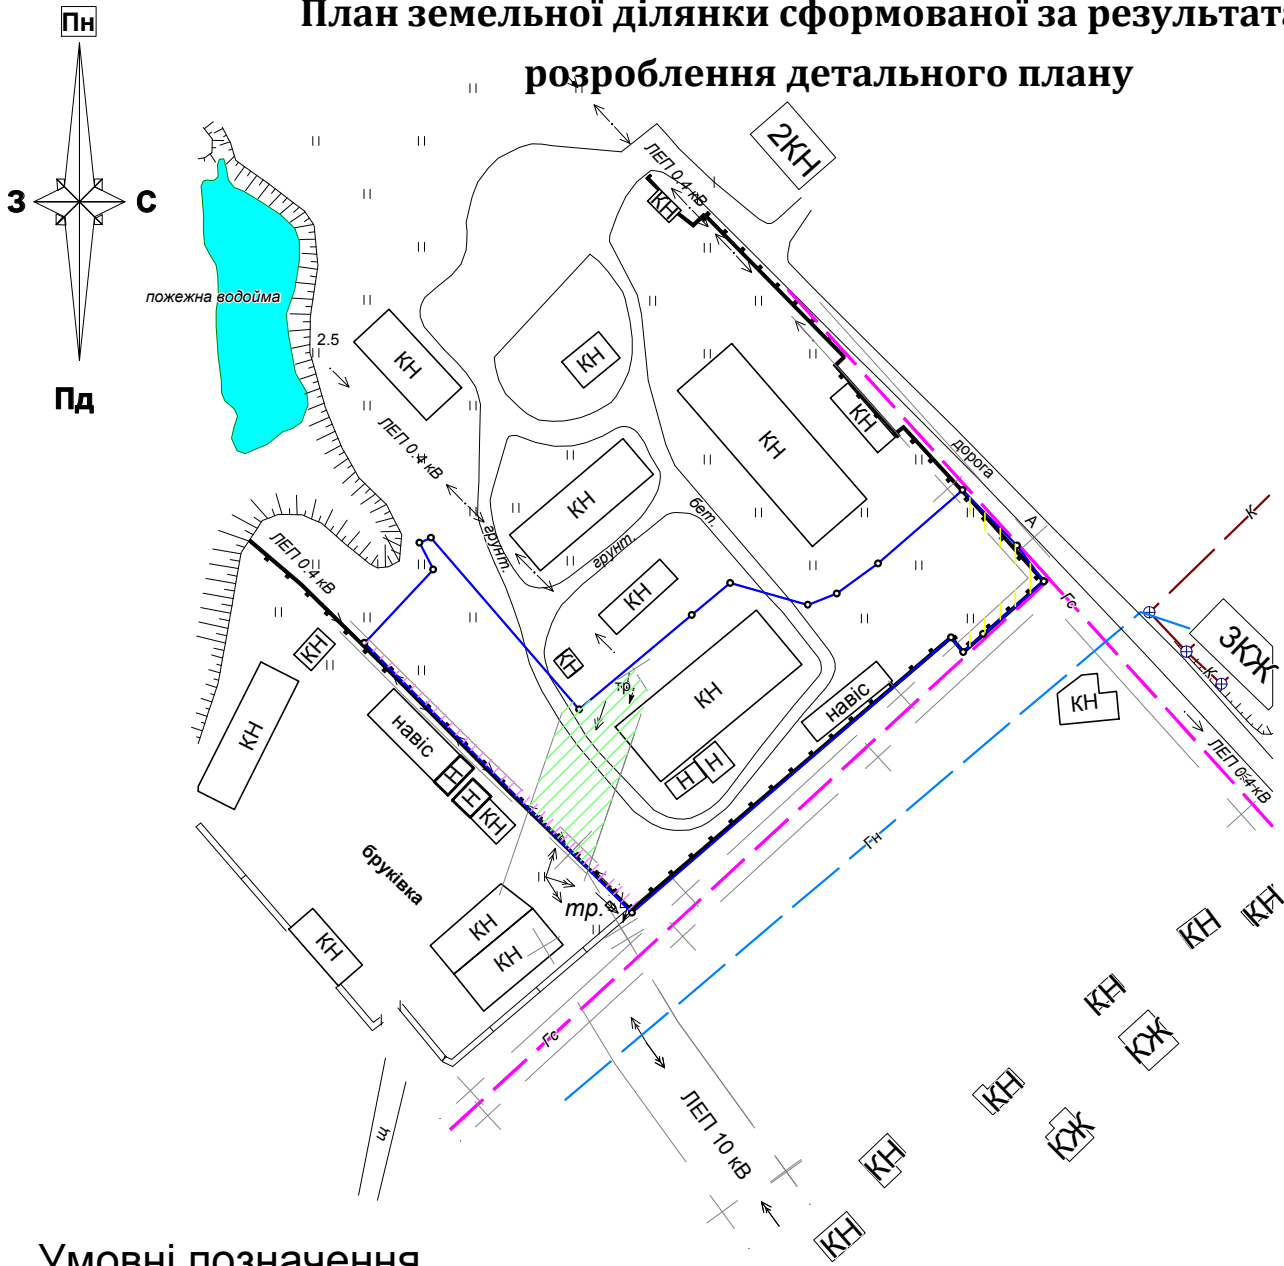 План земельної ділянки сформованої за результата
розроблення детального плану
Пн
З
С
Пд
пожежна водойма
2.5
2КН
ЛЕП 0.4 кВ
КН
КН
КН
КН
КН
ЛЕП 0.4 кВ
дорога
КН
бет.
грунт.
грунт.
К
А
ЛЕП 0.4 кВ
КН
Гс
3КЖ
КН
КН
тр.
К
КН
КН
КН
навіс
навіс
ЛЕП 0.4 кВ
Н
Н
Н
Н
КН
Гн
бруківка
КН
КН
КН
тр.
КН
КН
Гс
КН
КЖ
КН
ЛЕП 10 кВ
щ
КЖ
КН
КН
Умовні позначення